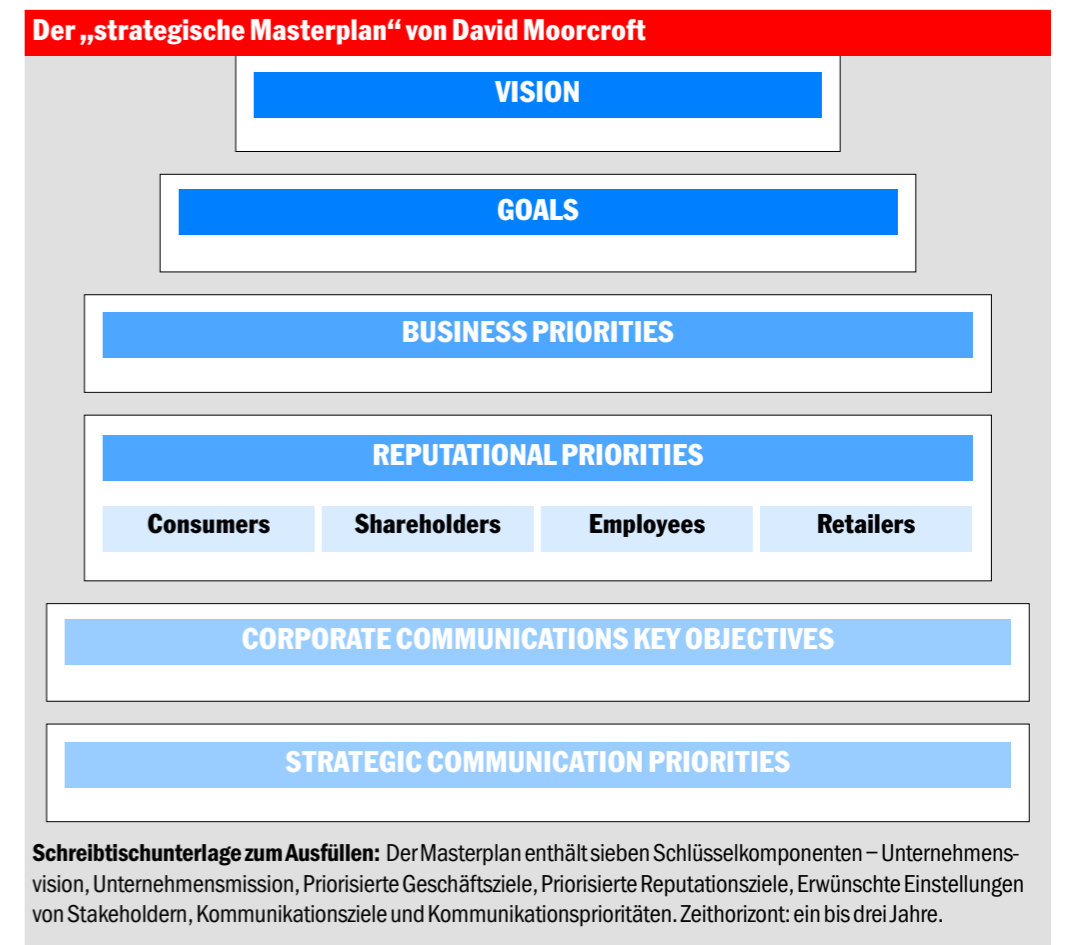 Der „strategische Masterplan“ von David Moorcroft
VISION
GOALS
BUSINESS PRIORITIES
REPUTATIONAL PRIORITIES
Consumers Shareholders Employees Retailers
CORPORATE COMMUNICATIONS KEY OBJECTIVES
STRATEGIC COMMUNICATION PRIORITIES
Schreibtischunterlage zum Ausfüllen: Der Masterplan enthält sieben Schlüsselkomponenten – Unternehmens-
vision, Unternehmensmission, Priorisierte Geschäftsziele, Priorisierte Reputationsziele, Erwünschte Einstellungen
von Stakeholdern, Kommunikationsziele und Kommunikationsprioritäten. Zeithorizont: ein bis drei Jahre.